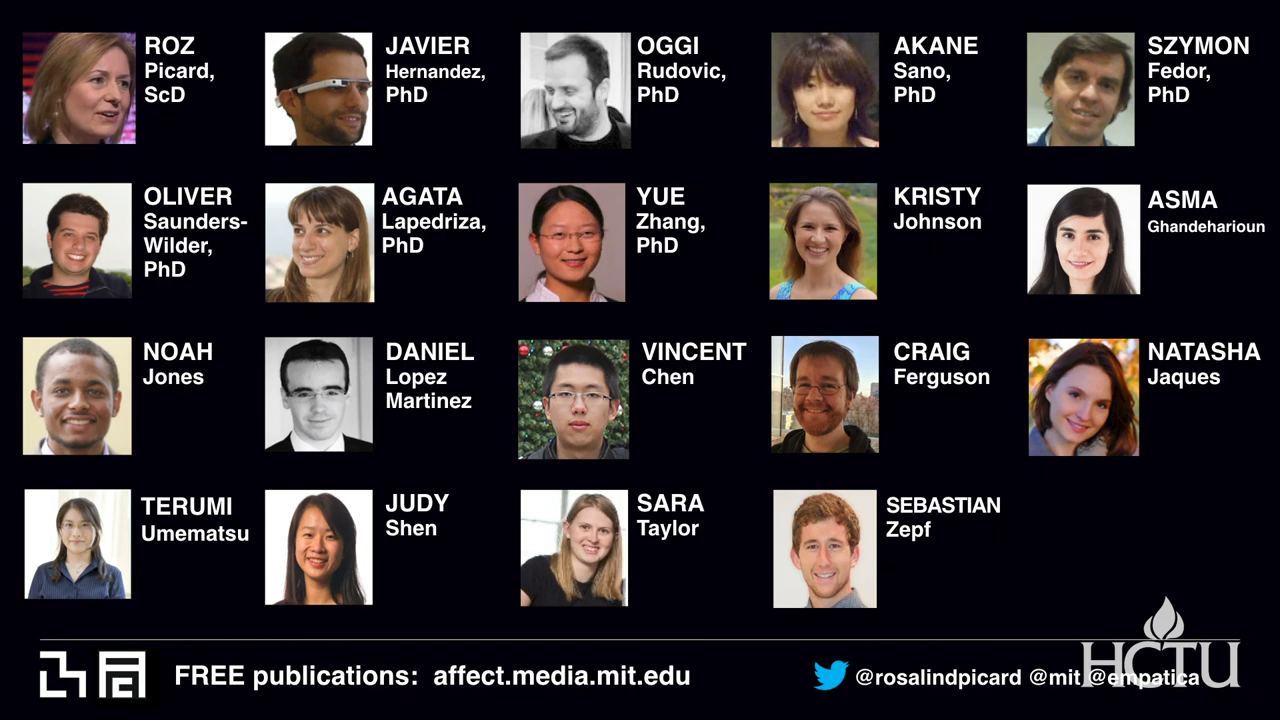 ROZ
Picard,
ScD
JAVIER
Hernandez,
PhD
OGGI
Rudovic,
PhD
AKANE
Sano,
PhD
SZYMON
Fedor,
PhD
OLIVER
Saunders-
Wilder,
PhD
AGATA
Lapedriza,
PhD
YUE
Zhang,
PhD
KRISTY
Johnson
ASMA
Ghandeharioun
NOAH
Jones
DANIEL
Lopez
Martinez
VINCENT
Chen
CRAIG
Ferguson
NATASHA
Jaques
TERUMI
Umematsu
JUDY
Shen
SARA
Taylor
SEBASTIAN
Zepf
FREE publications: affect.media.mit.edu
@rosalindpicard @mit @empatica
HCTU